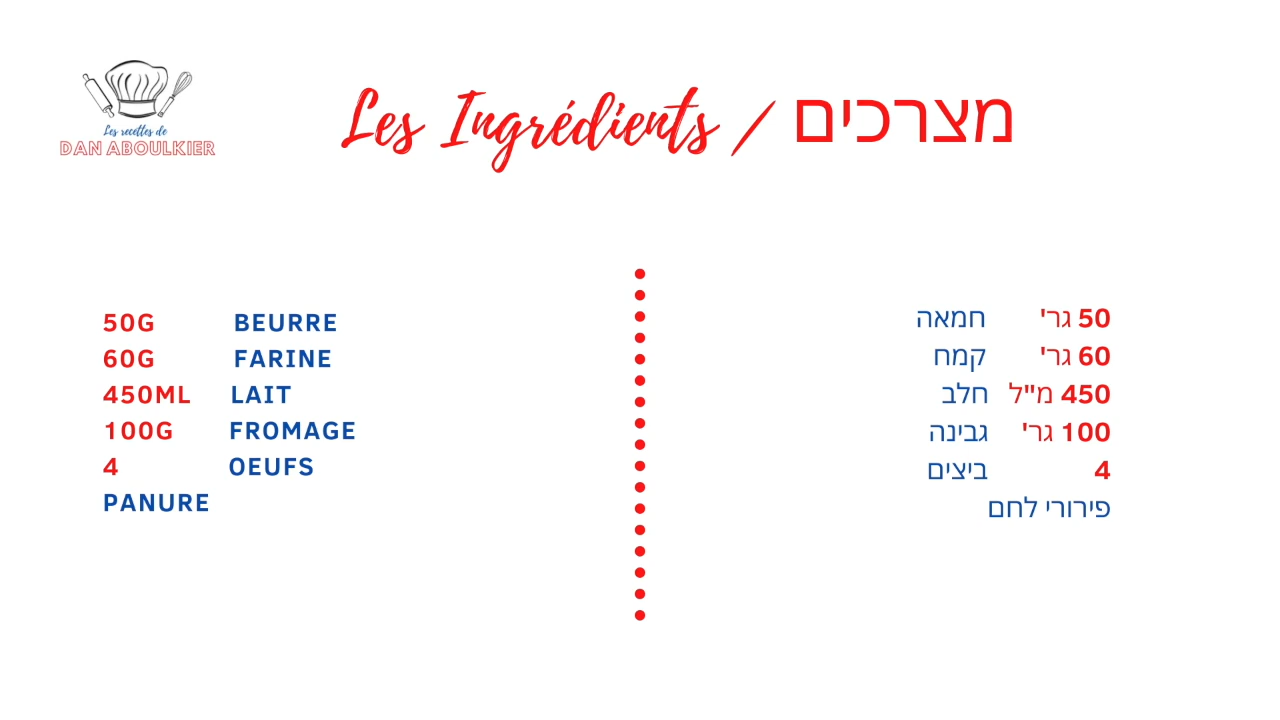 Les recettes de
DAN ABOULKIER
Les Ingrédients / מצרכים
50G BEURRE
60G FARINE
450ML LAIT
100G FROMAGE
4 OEUFS
PANURE
50 גר' חמאה
60 גר' קמח
450 מ"ל חלב
100 גר' גבינה
4 ביצים
פירורי לחם